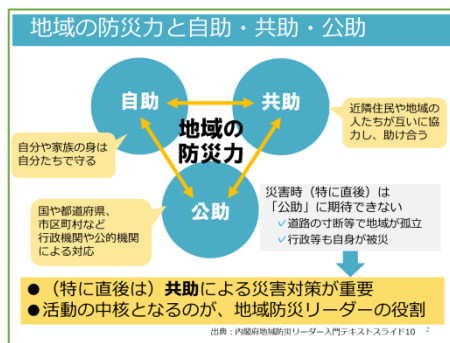 地域の防災力と自助・共助・公助
自助
共助
地域の
防災力
公助
自分や家族の身は
自分たちで守る
近隣住民や地域の
人たちが互いに協
力し、助け合う
国や都道府県、
市区町村など
行政機関や公的機関
による対応
災害時（特に直後）は
「公助」に期待できない
✓道路の寸断等で地域が孤立
✓行政等も自身が被災
●（特に直後は）共助による災害対策が重要
●活動の中核となるのが、地域防災リーダーの役割
出典：内閣府地域防災リーダー入門テキストスライド10
2